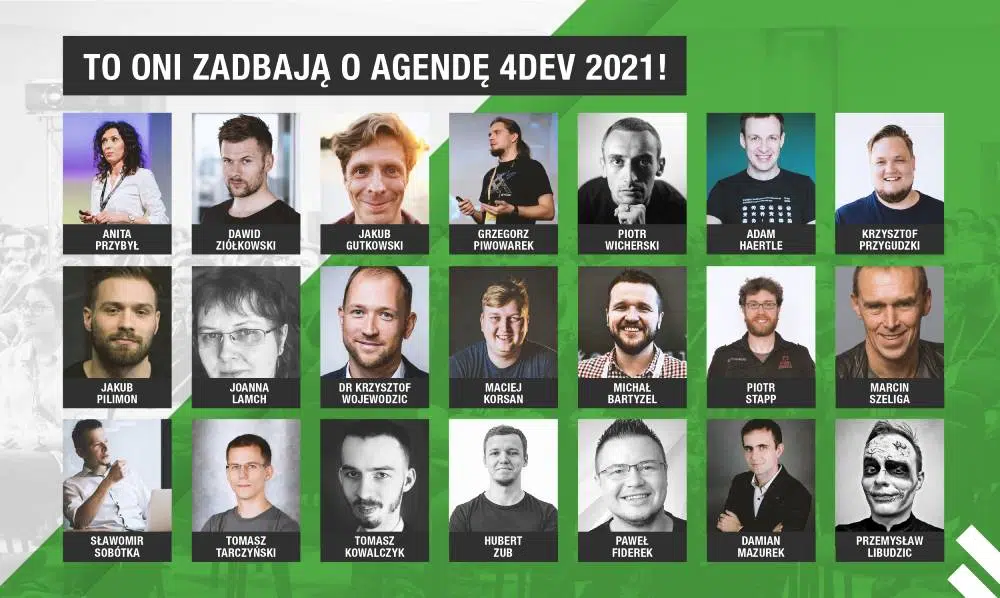 TO ONI ZADBAJĄ O AGENDĘ 4DEV 2021!
ANITA
PRZYBYŁ
DAWID
ZIÓŁKOWSKI
JAKUB
GUTKOWSKI
GRZEGORZ
PIWOWAREK
PIOTR
WICHERSKI
ADAM
HAERTLE
KRZYSZTOF
PRZYGUDZKI
JAKUB
PILIMON
JOANNA
LAMCH
DR KRZYSZTOF
WOJEWODZIC
MACIEJ
KORSAN
MICHAŁ
BARTYZEL
PIOTR
STAPP
MARCIN
SZELIGA
SŁAWOMIR
SOBÓTKA
TOMASZ
TARCZYŃSKI
TOMASZ
KOWALCZYK
HUBERT
ZUB
PAWEŁ
FIDEREK
DAMIAN
MAZUREK
PRZEMYSŁAW
LIBUDZIC